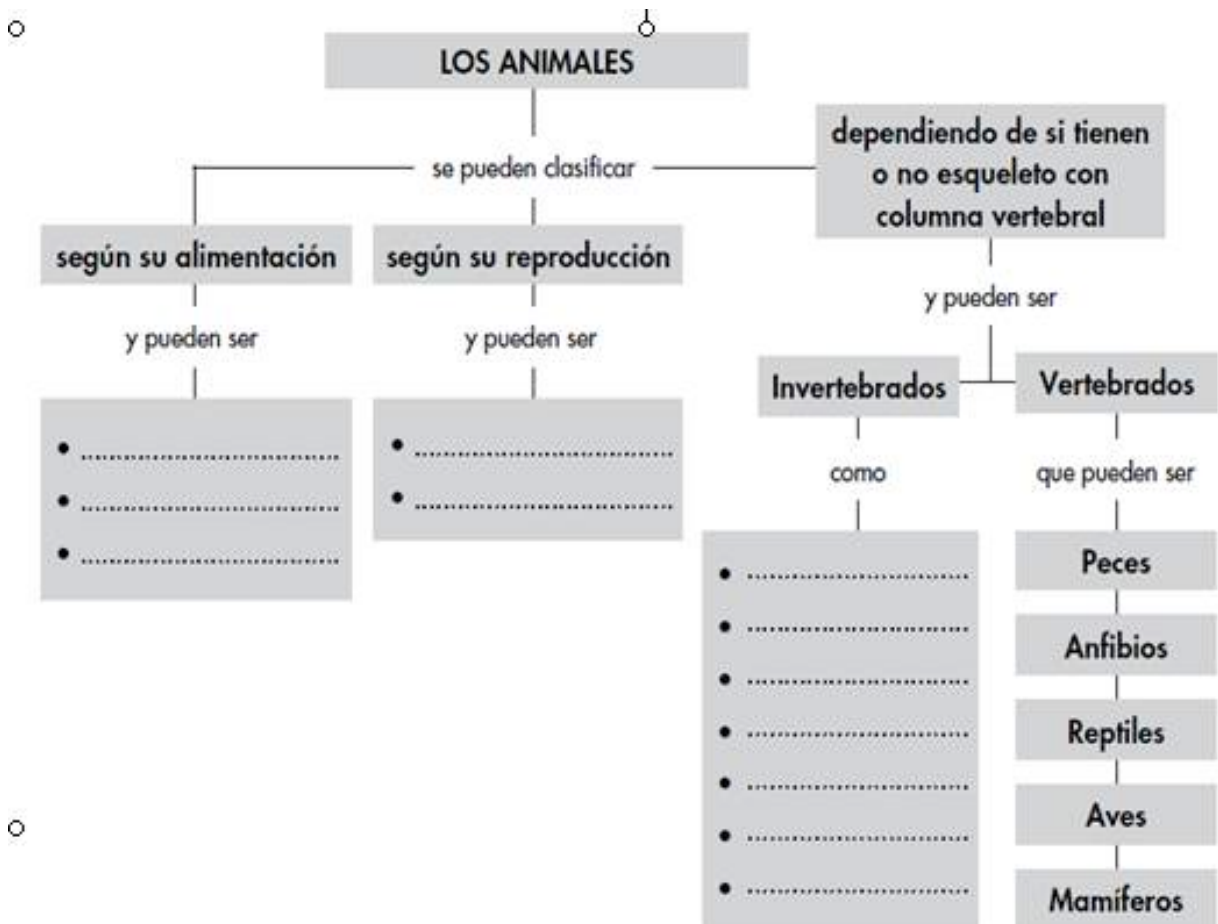 LOS ANIMALES
se pueden clasificar
dependiendo de si tienen
o no esqueleto con
columna vertebral
según su alimentación
según su reproducción
y pueden ser
y pueden ser
y pueden ser
Invertebrados
Vertebrados
como
que pueden ser
• ........................................
• ........................................
• ........................................
• ........................................
• ........................................
• ........................................
• ........................................
• ........................................
• ........................................
• ........................................
• ........................................
• ........................................
Peces
Anfibios
Reptiles
Aves
Mamíferos